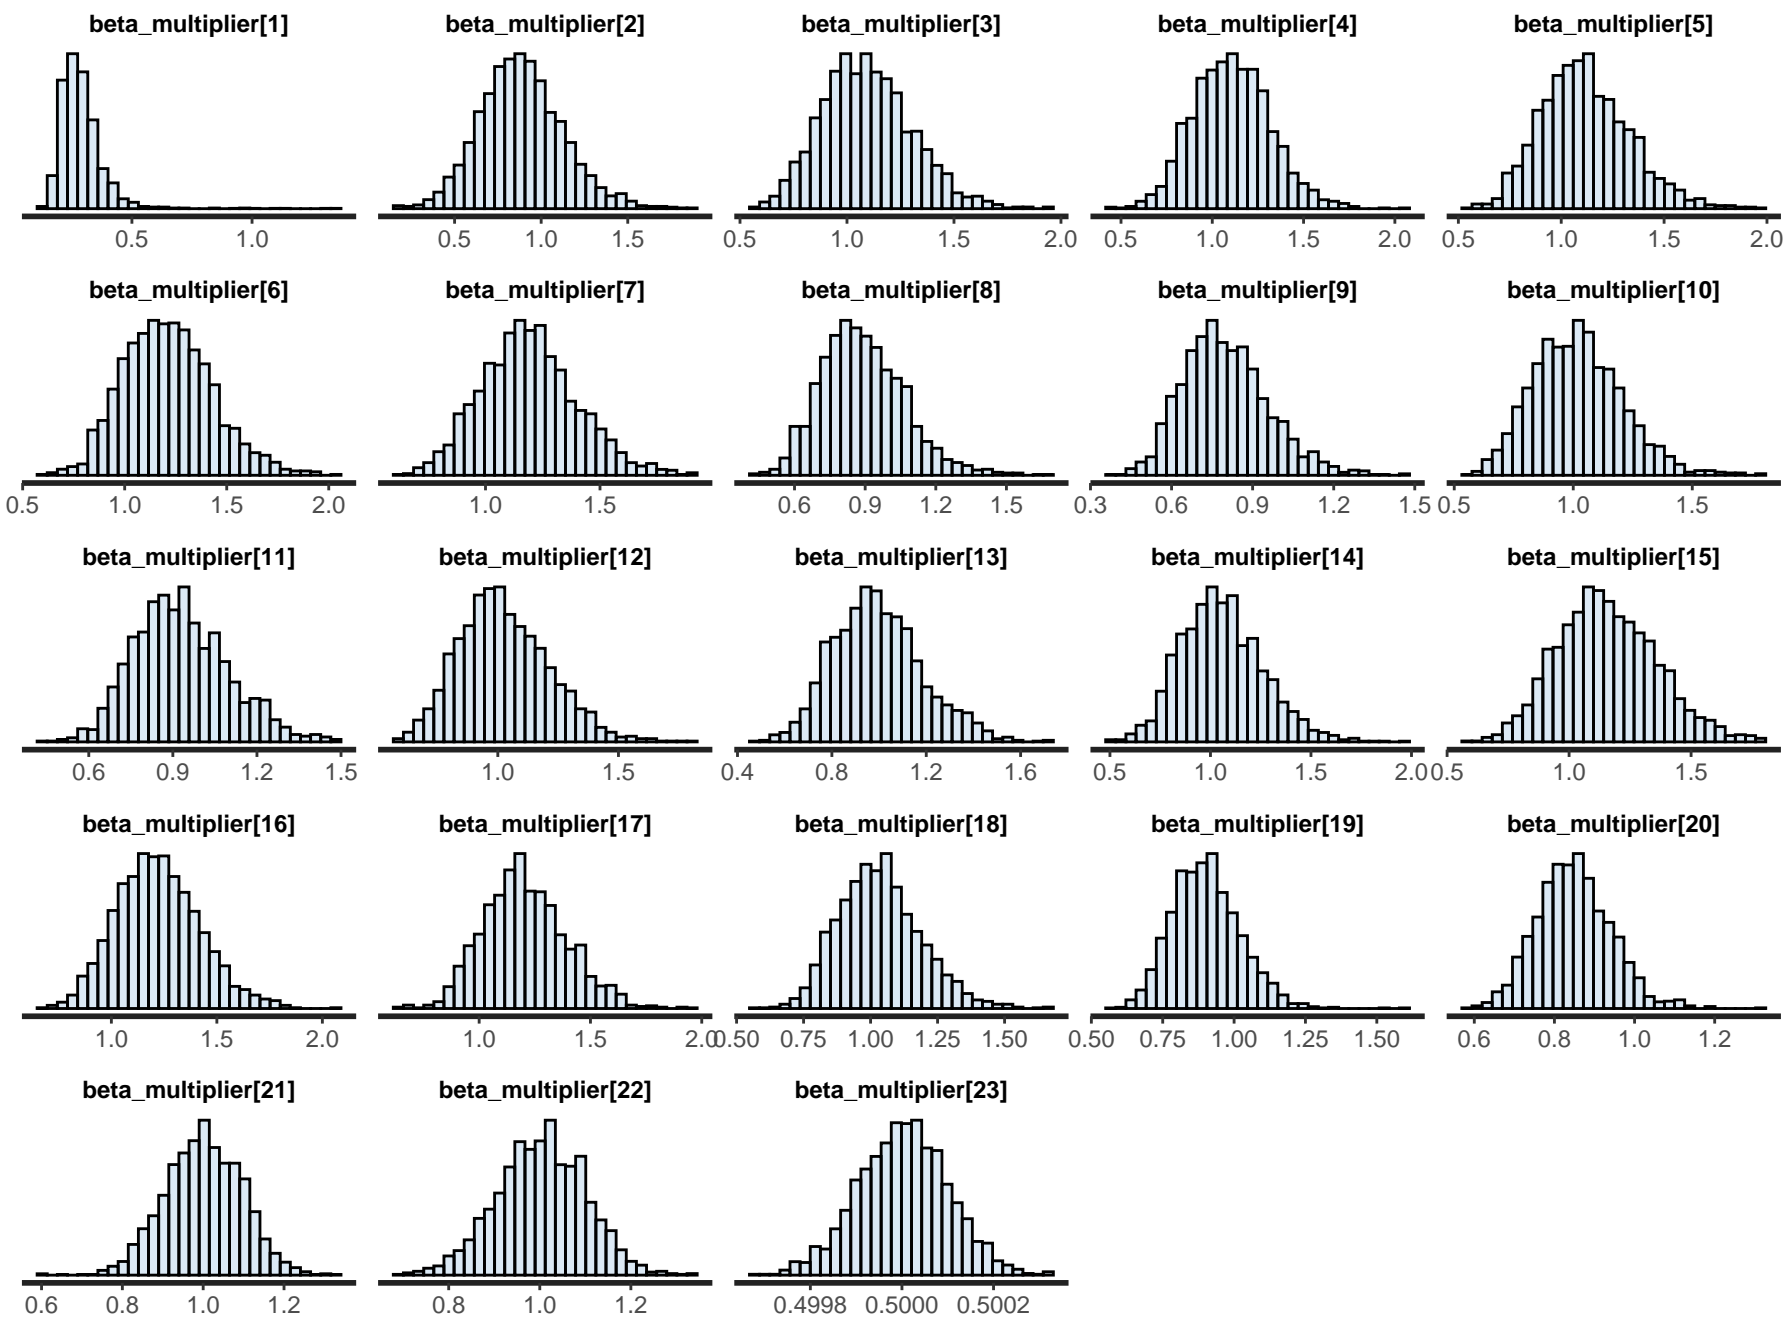 beta_multiplier[1] beta_multiplier[2] beta_multiplier[3] beta_multiplier[4] beta_multiplier[5]
0.5 1.0 0.5 1.0 1.5 0.5 1.0 1.5 2.0 0.5 1.0 1.5 2.0 0.5 1.0 1.5 2.0
beta_multiplier[6] beta_multiplier[7] beta_multiplier[8] beta_multiplier[9] beta_multiplier[10]
0.5 1.0 1.5 2.0 1.0 1.5 0.6 0.9 1.2 1.5 0.3 0.6 0.9 1.2 1.5 0.5 1.0 1.5
beta_multiplier[11] beta_multiplier[12] beta_multiplier[13] beta_multiplier[14] beta_multiplier[15]
0.6 0.9 1.2 1.5 1.0 1.5 0.4 0.8 1.2 1.6 0.5 1.0 1.5 2.0 0.5 1.0 1.5
beta_multiplier[16] beta_multiplier[17] beta_multiplier[18] beta_multiplier[19] beta_multiplier[20]
1.0 1.5 2.0 1.0 1.5 2.0 0.50 0.75 1.00 1.25 1.50 0.50 0.75 1.00 1.25 1.50 0.6 0.8 1.0 1.2
beta_multiplier[21] beta_multiplier[22] beta_multiplier[23]
0.6 0.8 1.0 1.2 0.8 1.0 1.2 0.4998 0.5000 0.5002